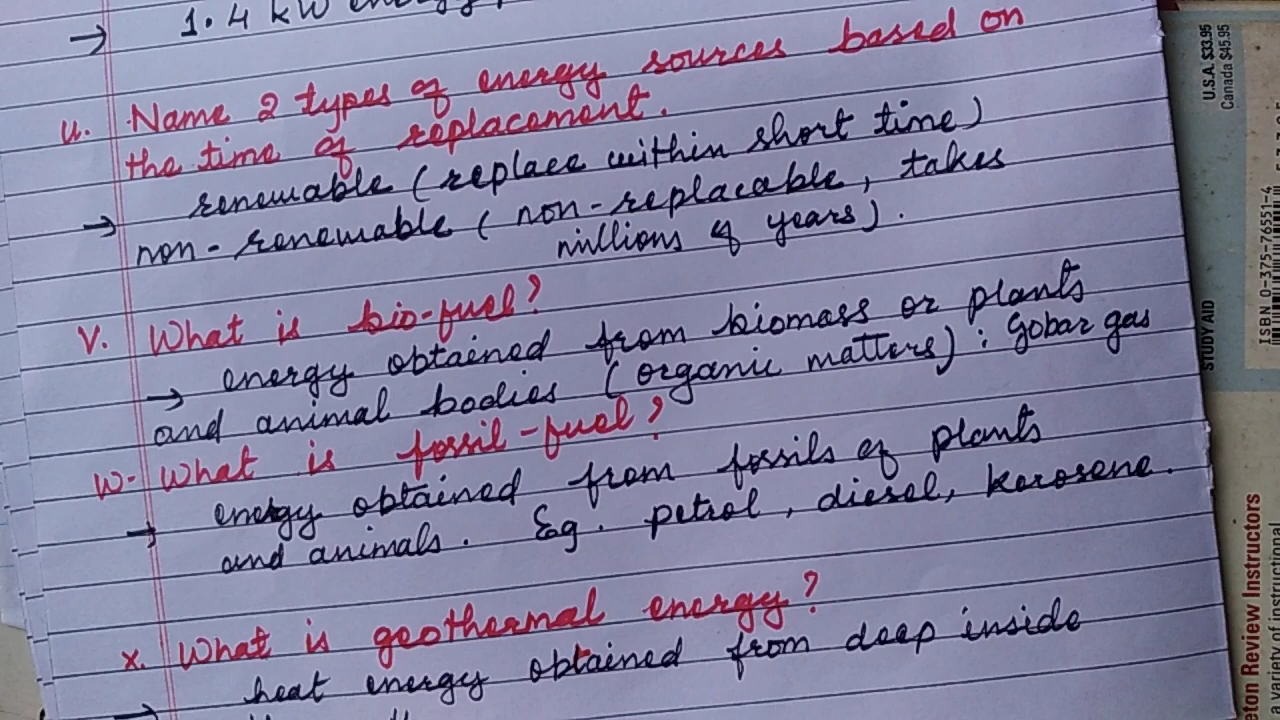 → 1.4 kW energy
u. Name 2 types of energy sources based on
the time of replacement.
→ renewable (replace within short time)
non-renewable (non-replacable, takes
millions of years).
V. What is bio-fuel?
→ energy obtained from biomass or plants
and animal bodies (organic matters) : Gobar gas
W. What is fossil-fuel?
→ energy obtained from fossils of plants
and animals. Eg. petrol, diesel, kerosene.
x. What is geothermal energy?
→ heat energy obtained from deep inside
U.S.A. $33.95
Canada $45.95
ISBN 0-375-76551-4
STUDY AID
eton Review Instructors
a variety of instructional